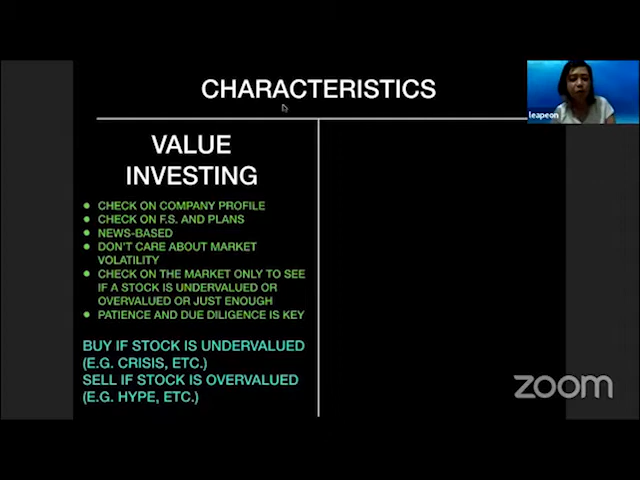 CHARACTERISTICS
leapeon
VALUE
INVESTING
● CHECK ON COMPANY PROFILE
● CHECK ON F.S. AND PLANS
● NEWS-BASED
● DON'T CARE ABOUT MARKET
VOLATILITY
● CHECK ON THE MARKET ONLY TO SEE
IF A STOCK IS UNDERVALUED OR
OVERVALUED OR JUST ENOUGH
● PATIENCE AND DUE DILIGENCE IS KEY
BUY IF STOCK IS UNDERVALUED
(E.G. CRISIS, ETC.)
SELL IF STOCK IS OVERVALUED
(E.G. HYPE, ETC.)
zoom